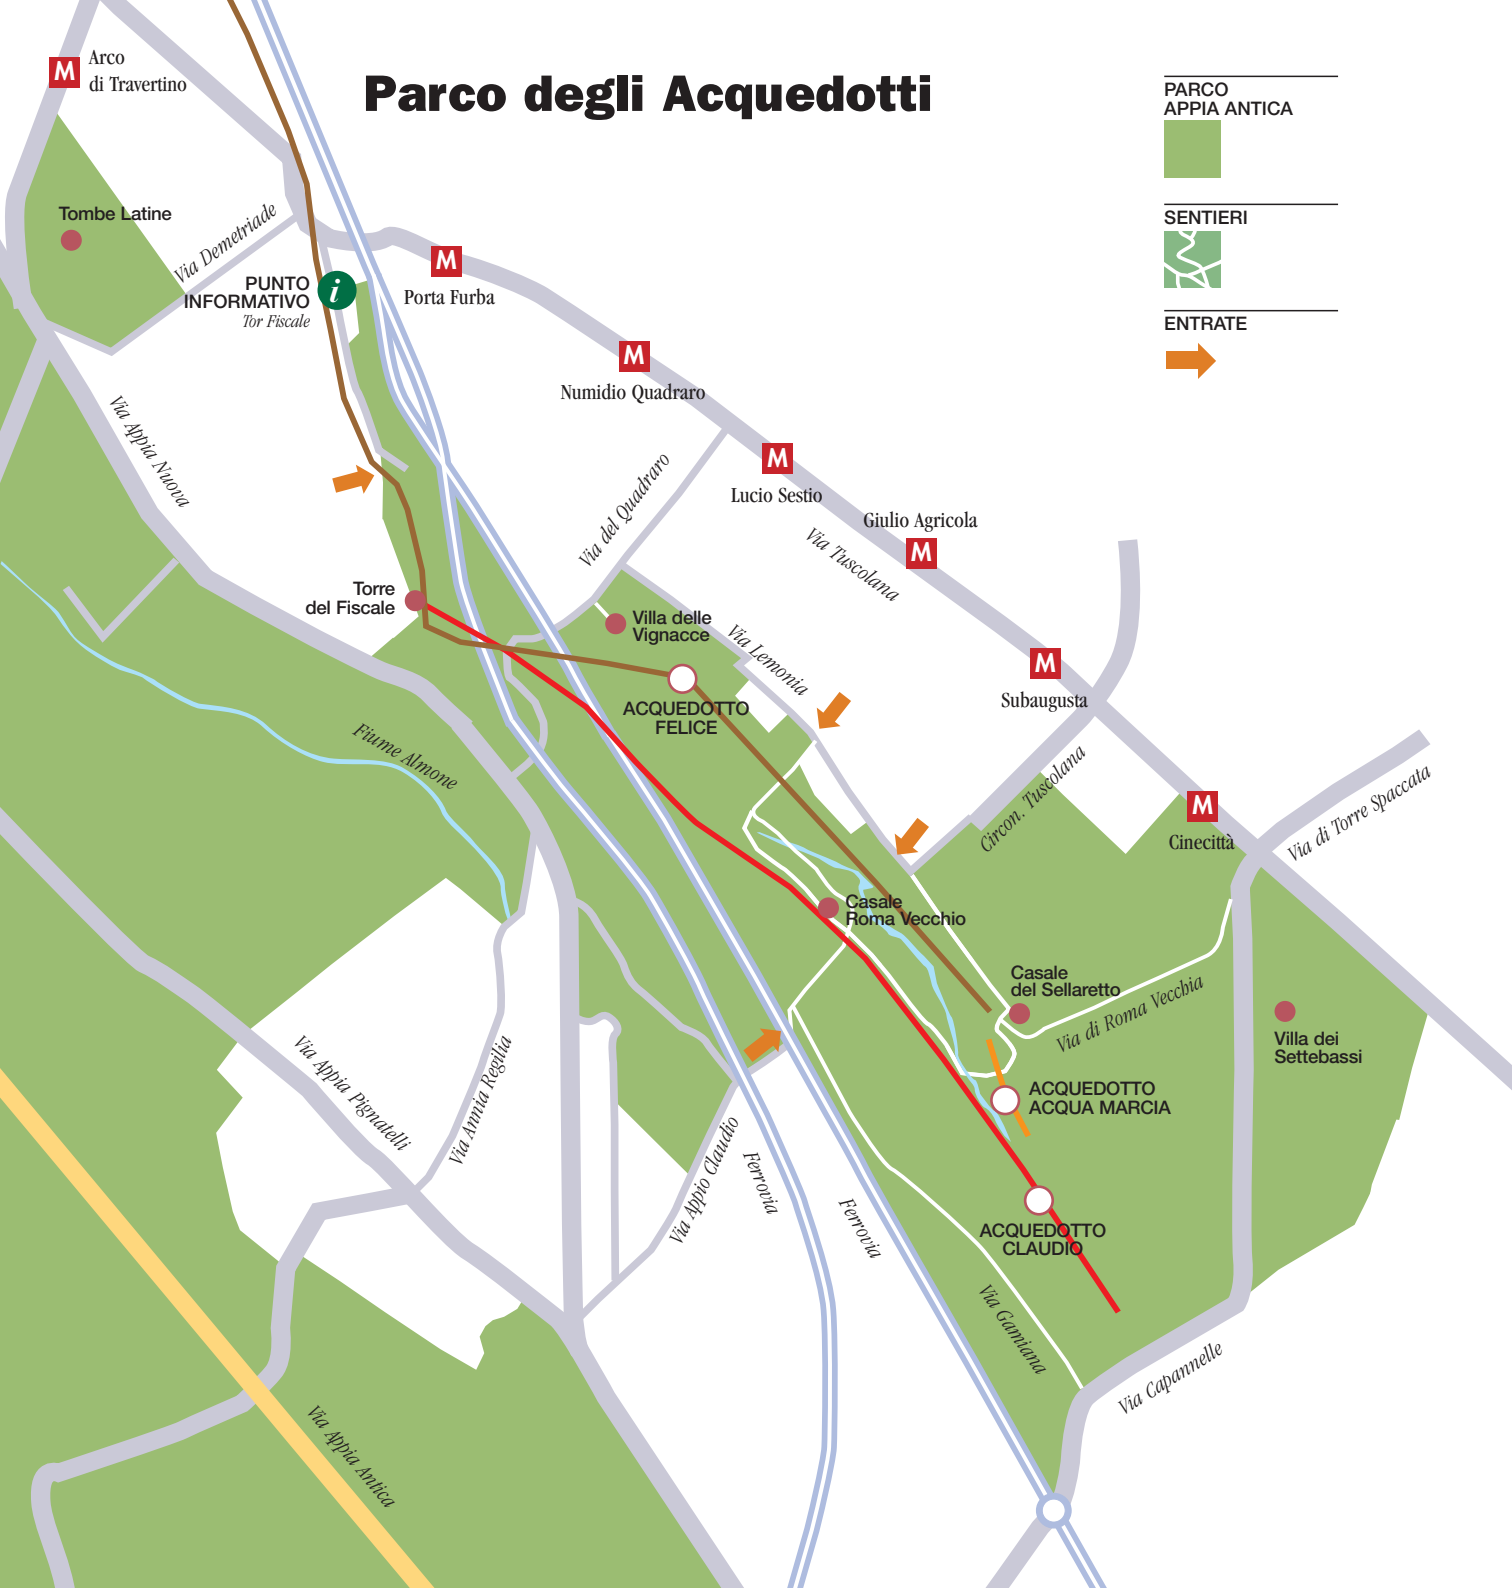 Parco degli Acquedotti
M
Arco
di Travertino
PARCO
APPIA ANTICA
SENTIERI
ENTRATE
Tombe Latine
Via Demetriade
PUNTO
INFORMATIVO
Tor Fiscale
i
M
Porta Furba
M
Numidio Quadraro
Via Appia Nuova
M
Lucio Sestio
Via del Quadraro
Giulio Agricola
M
Via Tuscolana
Torre
del Fiscale
Villa delle
Vignacce
Via Lemonia
M
Subaugusta
ACQUEDOTTO
FELICE
Fiume Almone
Circon. Tuscolana
M
Cinecittà
Via di Torre Spaccata
Casale
Roma Vecchio
Casale
del Sellaretto
Via di Roma Vecchia
Villa dei
Settebassi
Via Appia Pignatelli
Via Annia Regilia
ACQUEDOTTO
ACQUA MARCIA
Via Appio Claudio
Ferrovia
Ferrovia
ACQUEDOTTO
CLAUDIO
Via Gamiana
Via Capannelle
Via Appia Antica